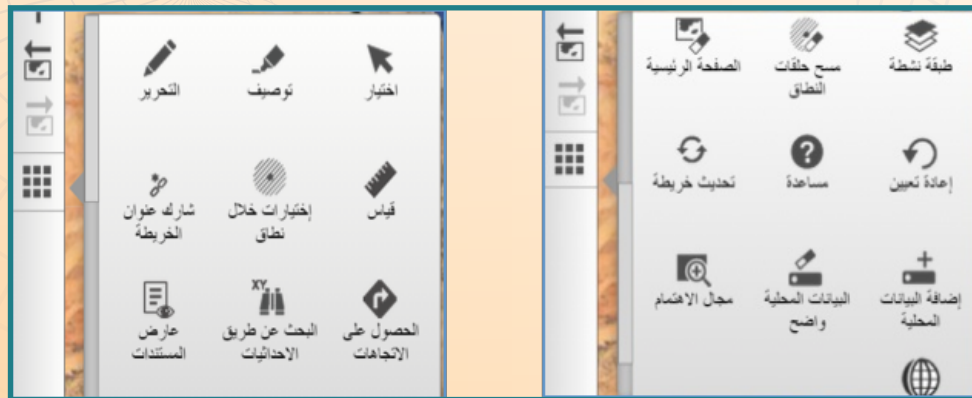 اختيار
توصيف
التحرير
قياس
إختيارات خلال
نطاق
شارك عنوان
الخريطة
XY
الحصول على
الاتجاهات
البحث عن طريق
الاحداثيات
عارض
المستندات
طبقة نشطة
مسح حلقات
النطاق
الصفحة الرئيسية
إعادة تعيين
مساعدة
تحديث خريطة
إضافة البيانات
المحلية
البيانات المحلية
واضح
مجال الاهتمام